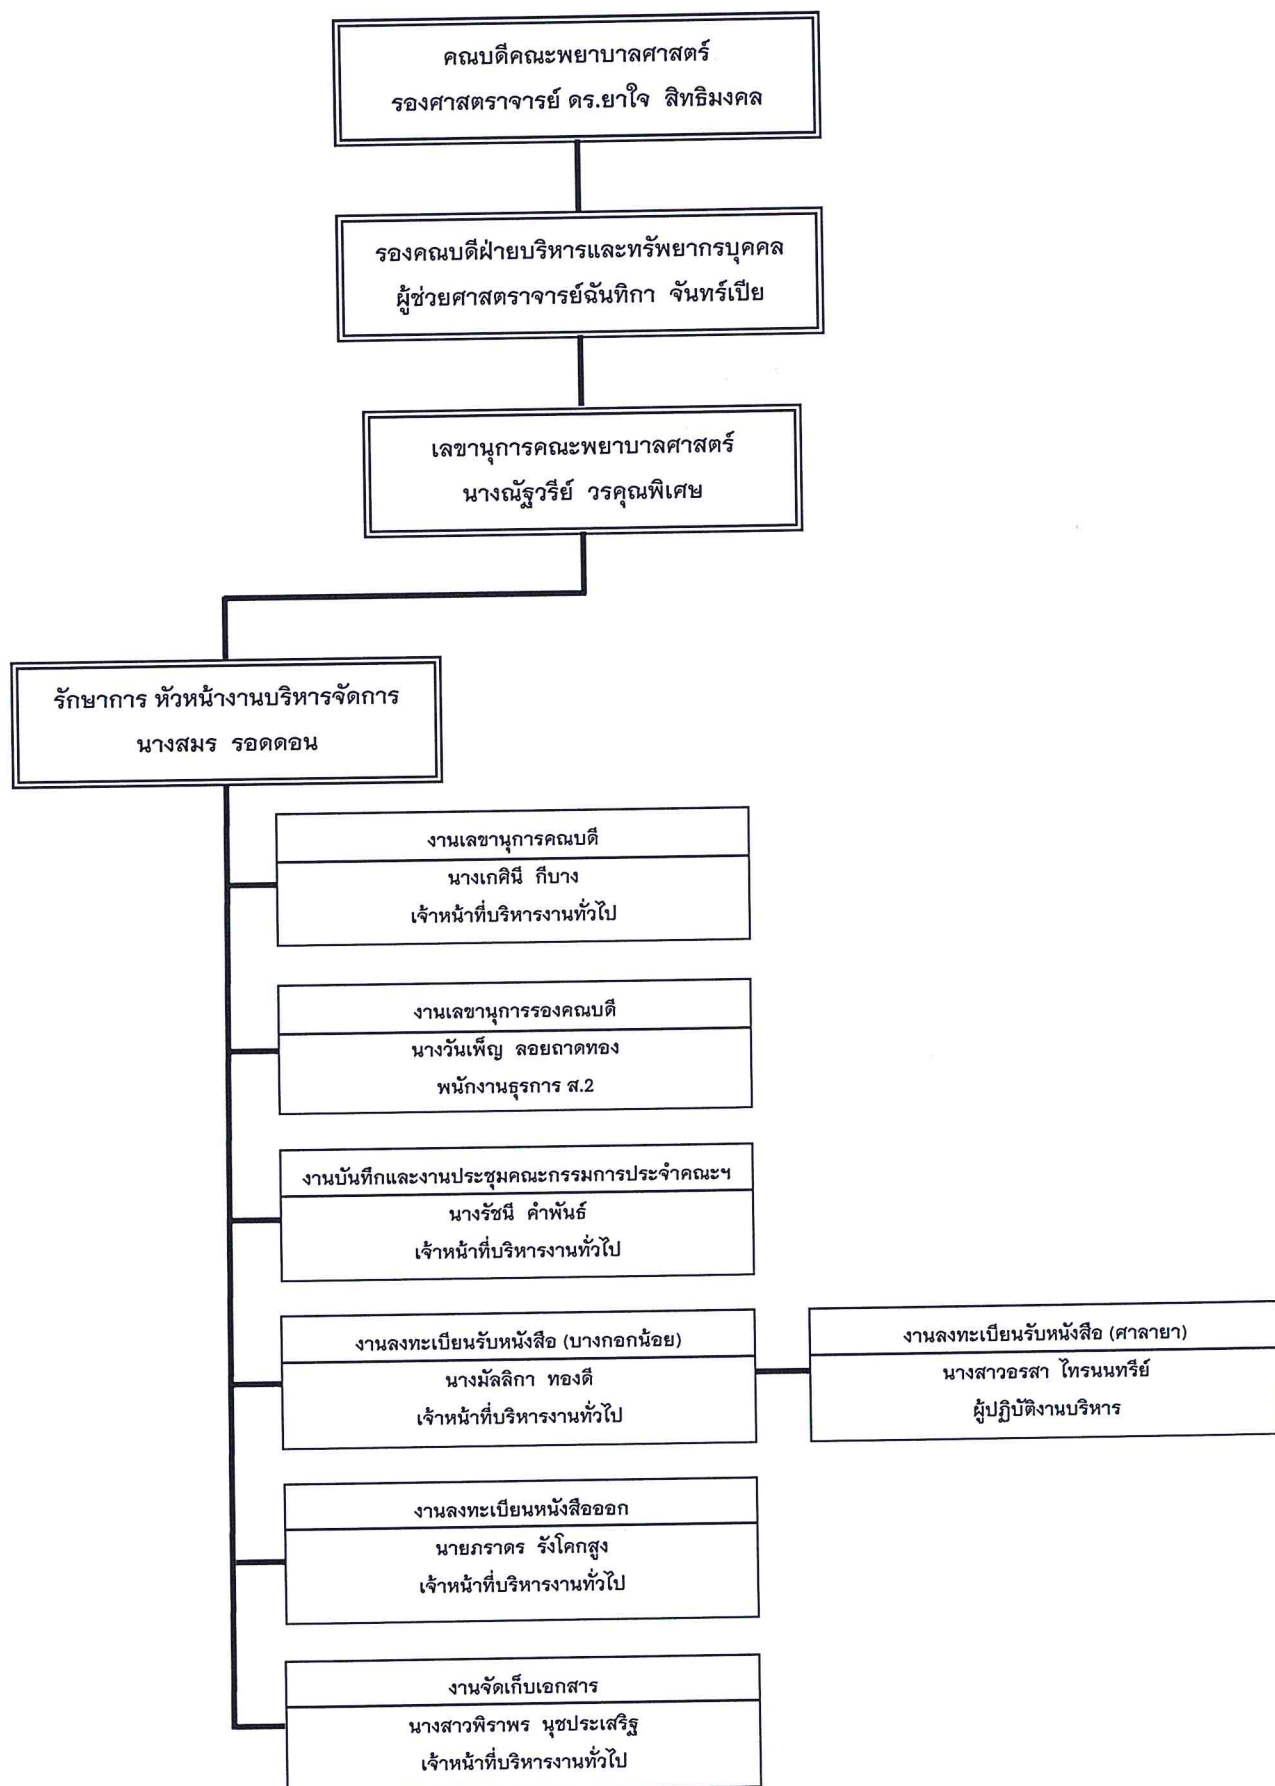 คณบดีคณะพยาบาลศาสตร์
รองศาสตราจารย์ ดร.ยาใจ สิทธิมงคล
รองคณบดีฝ่ายบริหารและทรัพยากรบุคคล
ผู้ช่วยศาสตราจารย์ฉันทิกา จันทร์เปีย
เลขานุการคณะพยาบาลศาสตร์
นางณัฐวรีย์ วรคุณพิเศษ
รักษาการ หัวหน้างานบริหารจัดการ
นางสมร รอดดอน
งานเลขานุการคณบดี
นางเกศินี กีบาง
เจ้าหน้าที่บริหารงานทั่วไป
งานเลขานุการรองคณบดี
นางวันเพ็ญ ลอยถาดทอง
พนักงานธุรการ ส.2
งานบันทึกและงานประชุมคณะกรรมการประจำคณะฯ
นางรัชนี คำพันธ์
เจ้าหน้าที่บริหารงานทั่วไป
งานลงทะเบียนรับหนังสือ (บางกอกน้อย)
นางมัลลิกา ทองดี
เจ้าหน้าที่บริหารงานทั่วไป
งานลงทะเบียนรับหนังสือ (ศาลายา)
นางสาวอรสา ไทรนนทรีย์
ผู้ปฏิบัติงานบริหาร
งานลงทะเบียนหนังสือออก
นายภราดร รังโคกสูง
เจ้าหน้าที่บริหารงานทั่วไป
งานจัดเก็บเอกสาร
นางสาวพิราพร นุชประเสริฐ
เจ้าหน้าที่บริหารงานทั่วไป